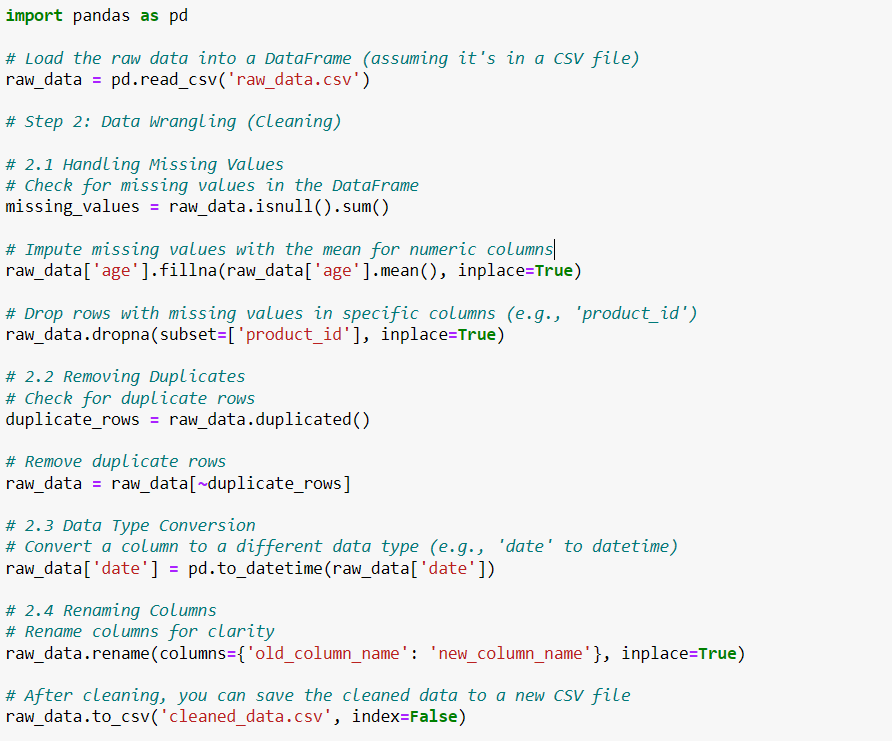 import pandas as pd
# Load the raw data into a DataFrame (assuming it's in a CSV file)
raw_data = pd.read_csv('raw_data.csv')
# Step 2: Data Wrangling (Cleaning)
# 2.1 Handling Missing Values
# Check for missing values in the DataFrame
missing_values = raw_data.isnull().sum()
# Impute missing values with the mean for numeric columns
raw_data['age'].fillna(raw_data['age'].mean(), inplace=True)
# Drop rows with missing values in specific columns (e.g., 'product_id')
raw_data.dropna(subset=['product_id'], inplace=True)
# 2.2 Removing Duplicates
# Check for duplicate rows
duplicate_rows = raw_data.duplicated()
# Remove duplicate rows
raw_data = raw_data[~duplicate_rows]
# 2.3 Data Type Conversion
# Convert a column to a different data type (e.g., 'date' to datetime)
raw_data['date'] = pd.to_datetime(raw_data['date'])
# 2.4 Renaming Columns
# Rename columns for clarity
raw_data.rename(columns={'old_column_name': 'new_column_name'}, inplace=True)
# After cleaning, you can save the cleaned data to a new CSV file
raw_data.to_csv('cleaned_data.csv', index=False)